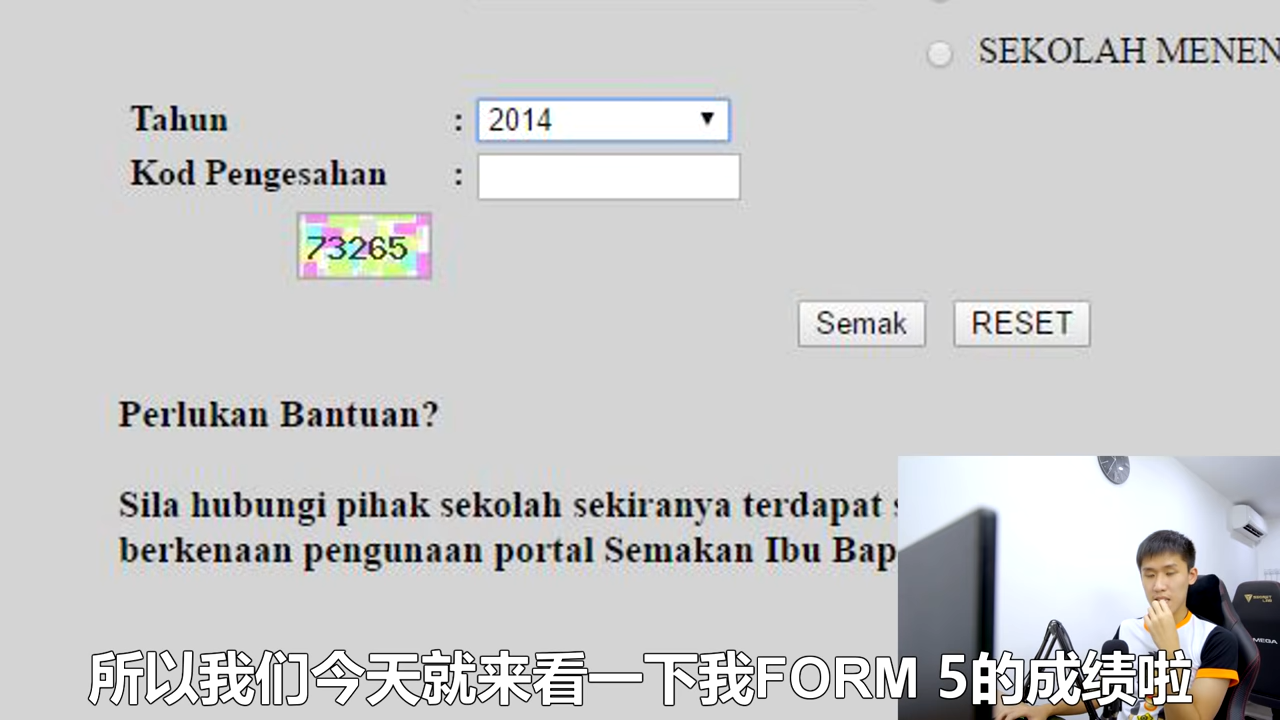 SEKOLAH MENEN
Tahun : 2014
Kod Pengesahan :
73265
Semak RESET
Perlukan Bantuan?
Sila hubungi pihak sekolah sekiranya terdapat s
berkenaan pengunaan portal Semakan Ibu Bap
所以我们今天就来看一下我FORM 5的成绩啦